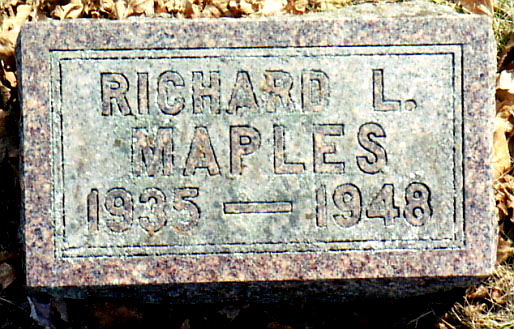 RICHARD L.
MAPLES
1935 — 1948